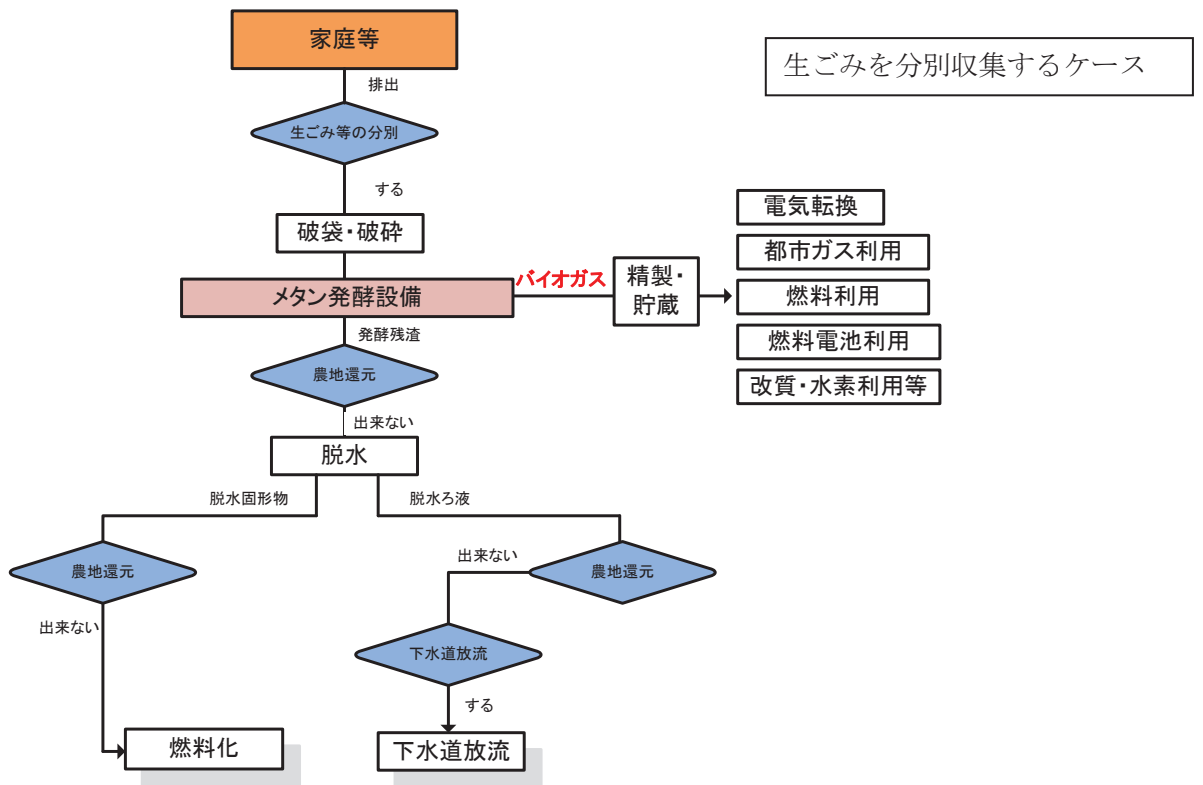 家庭等
生ごみを分別収集するケース
排出
生ごみ等の分別
する
破袋・破砕
メタン発酵設備
バイオガス
精製・
貯蔵
電気転換
都市ガス利用
燃料利用
燃料電池利用
改質・水素利用等
発酵残渣
農地還元
出来ない
脱水
脱水固形物
脱水ろ液
農地還元
出来ない
出来ない
農地還元
下水道放流
する
燃料化
下水道放流